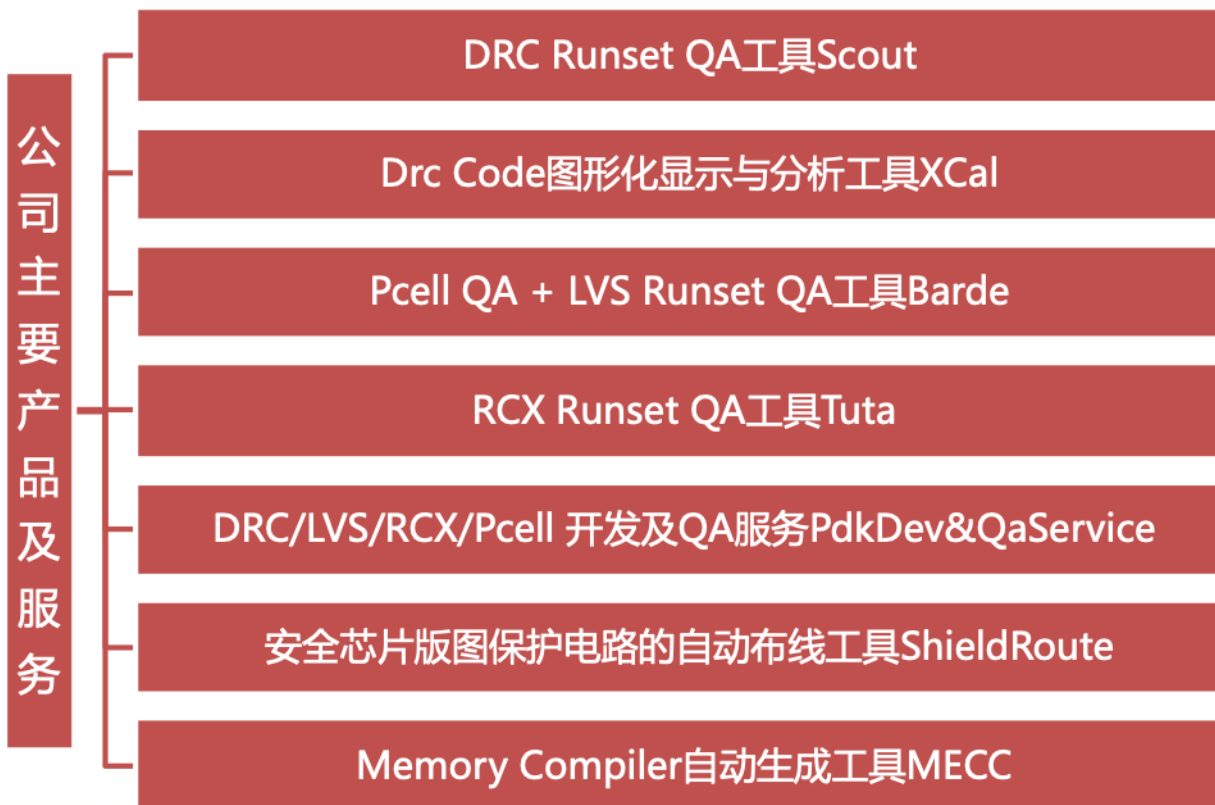 公司主要产品及服务
DRC Runset QA工具Scout
Drc Code图形化显示与分析工具XCal
Pcell QA + LVS Runset QA工具Barde
RCX Runset QA工具Tuta
DRC/LVS/RCX/Pcell 开发及QA服务PdkDev&QaService
安全芯片版图保护电路的自动布线工具ShieldRoute
Memory Compiler自动生成工具MECC